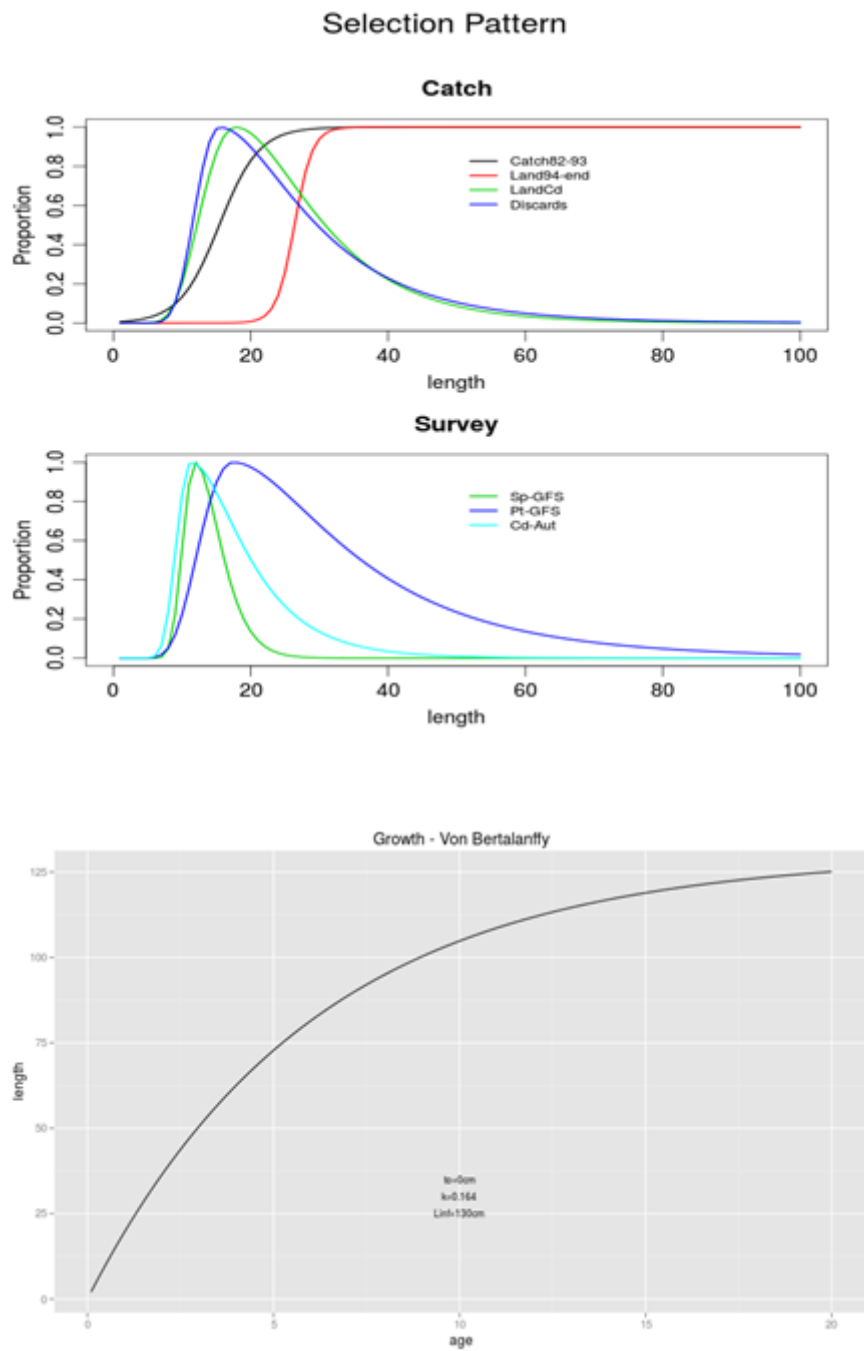 Selection Pattern
Catch
Proportion
0.0 0.2 0.4 0.6 0.8 1.0
Catch82-93
Land94-end
LandCd
Discards
0 20 40 60 80 100
length
Survey
Proportion
0.0 0.2 0.4 0.6 0.8 1.0
Sp-GFS
Pt-GFS
Cd-Aut
0 20 40 60 80 100
length
Growth - Von Bertalanffy
length
125
100
75
50
25
0
to=0cm
k=0.164
Linf=130cm
0 5 10 15 20
age